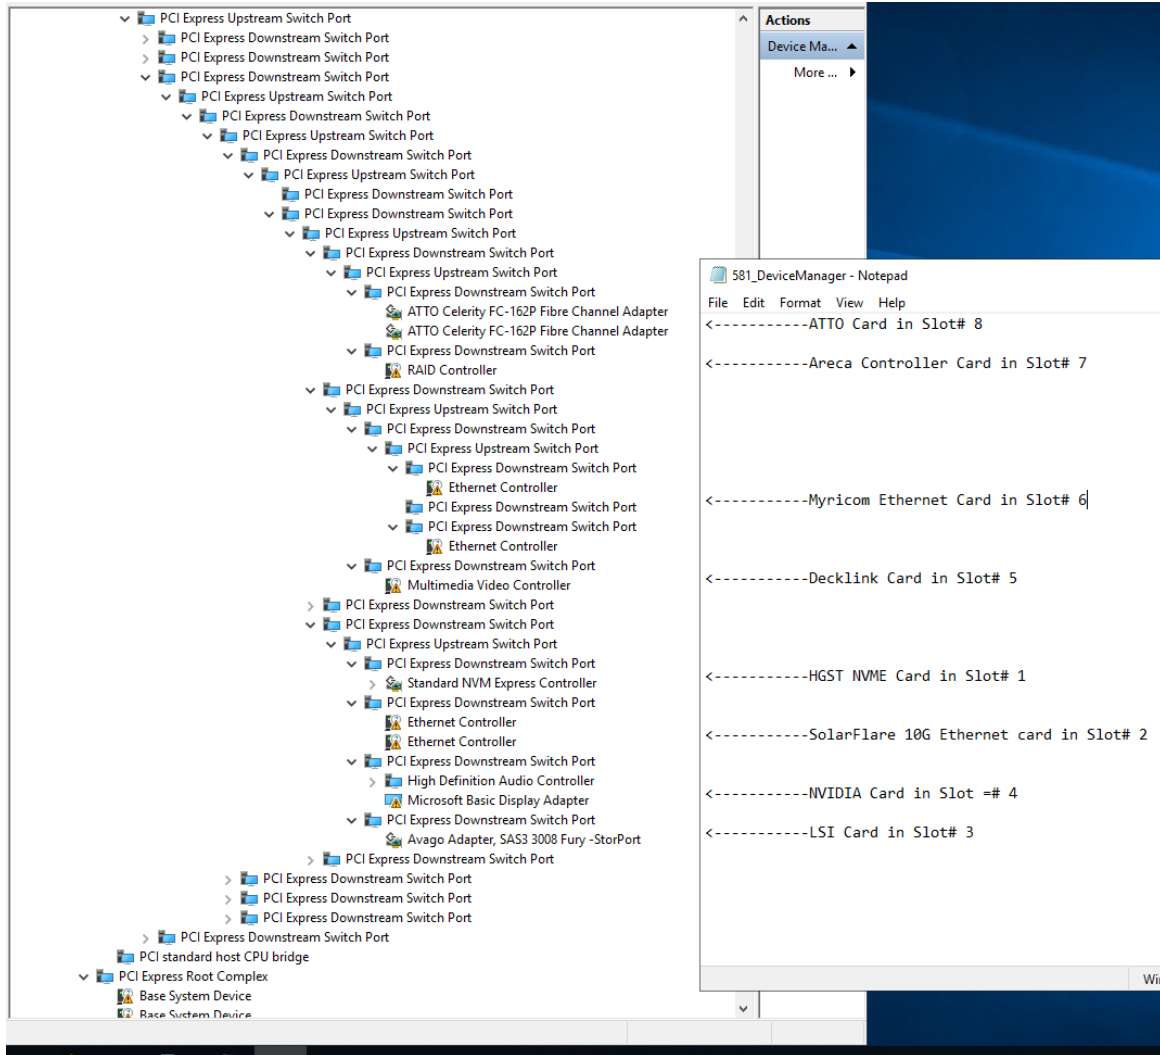 PCI Express Upstream Switch Port
PCI Express Downstream Switch Port
PCI Express Downstream Switch Port
PCI Express Downstream Switch Port
PCI Express Upstream Switch Port
PCI Express Downstream Switch Port
PCI Express Upstream Switch Port
PCI Express Downstream Switch Port
PCI Express Upstream Switch Port
PCI Express Downstream Switch Port
PCI Express Downstream Switch Port
PCI Express Upstream Switch Port
PCI Express Downstream Switch Port
PCI Express Upstream Switch Port
PCI Express Downstream Switch Port
ATTO Celerity FC-162P Fibre Channel Adapter
ATTO Celerity FC-162P Fibre Channel Adapter
PCI Express Downstream Switch Port
RAID Controller
PCI Express Downstream Switch Port
PCI Express Upstream Switch Port
PCI Express Downstream Switch Port
PCI Express Upstream Switch Port
PCI Express Downstream Switch Port
Ethernet Controller
PCI Express Downstream Switch Port
PCI Express Downstream Switch Port
Ethernet Controller
PCI Express Downstream Switch Port
Multimedia Video Controller
PCI Express Downstream Switch Port
PCI Express Downstream Switch Port
PCI Express Upstream Switch Port
PCI Express Downstream Switch Port
Standard NVM Express Controller
PCI Express Downstream Switch Port
Ethernet Controller
Ethernet Controller
PCI Express Downstream Switch Port
High Definition Audio Controller
Microsoft Basic Display Adapter
PCI Express Downstream Switch Port
Avago Adapter, SAS3 3008 Fury -StorPort
PCI Express Downstream Switch Port
PCI Express Downstream Switch Port
PCI Express Downstream Switch Port
PCI Express Downstream Switch Port
PCI Express Downstream Switch Port
PCI standard host CPU bridge
PCI Express Root Complex
Base System Device
Base System Device
Actions
Device Ma...
More ...
581_DeviceManager - Notepad
File Edit Format View Help
<-----------ATTO Card in Slot# 8
<-----------Areca Controller Card in Slot# 7
<-----------Myricom Ethernet Card in Slot# 6
<-----------Decklink Card in Slot# 5
<-----------HGST NVME Card in Slot# 1
<-----------SolarFlare 10G Ethernet card in Slot# 2
<-----------NVIDIA Card in Slot =# 4
<-----------LSI Card in Slot# 3